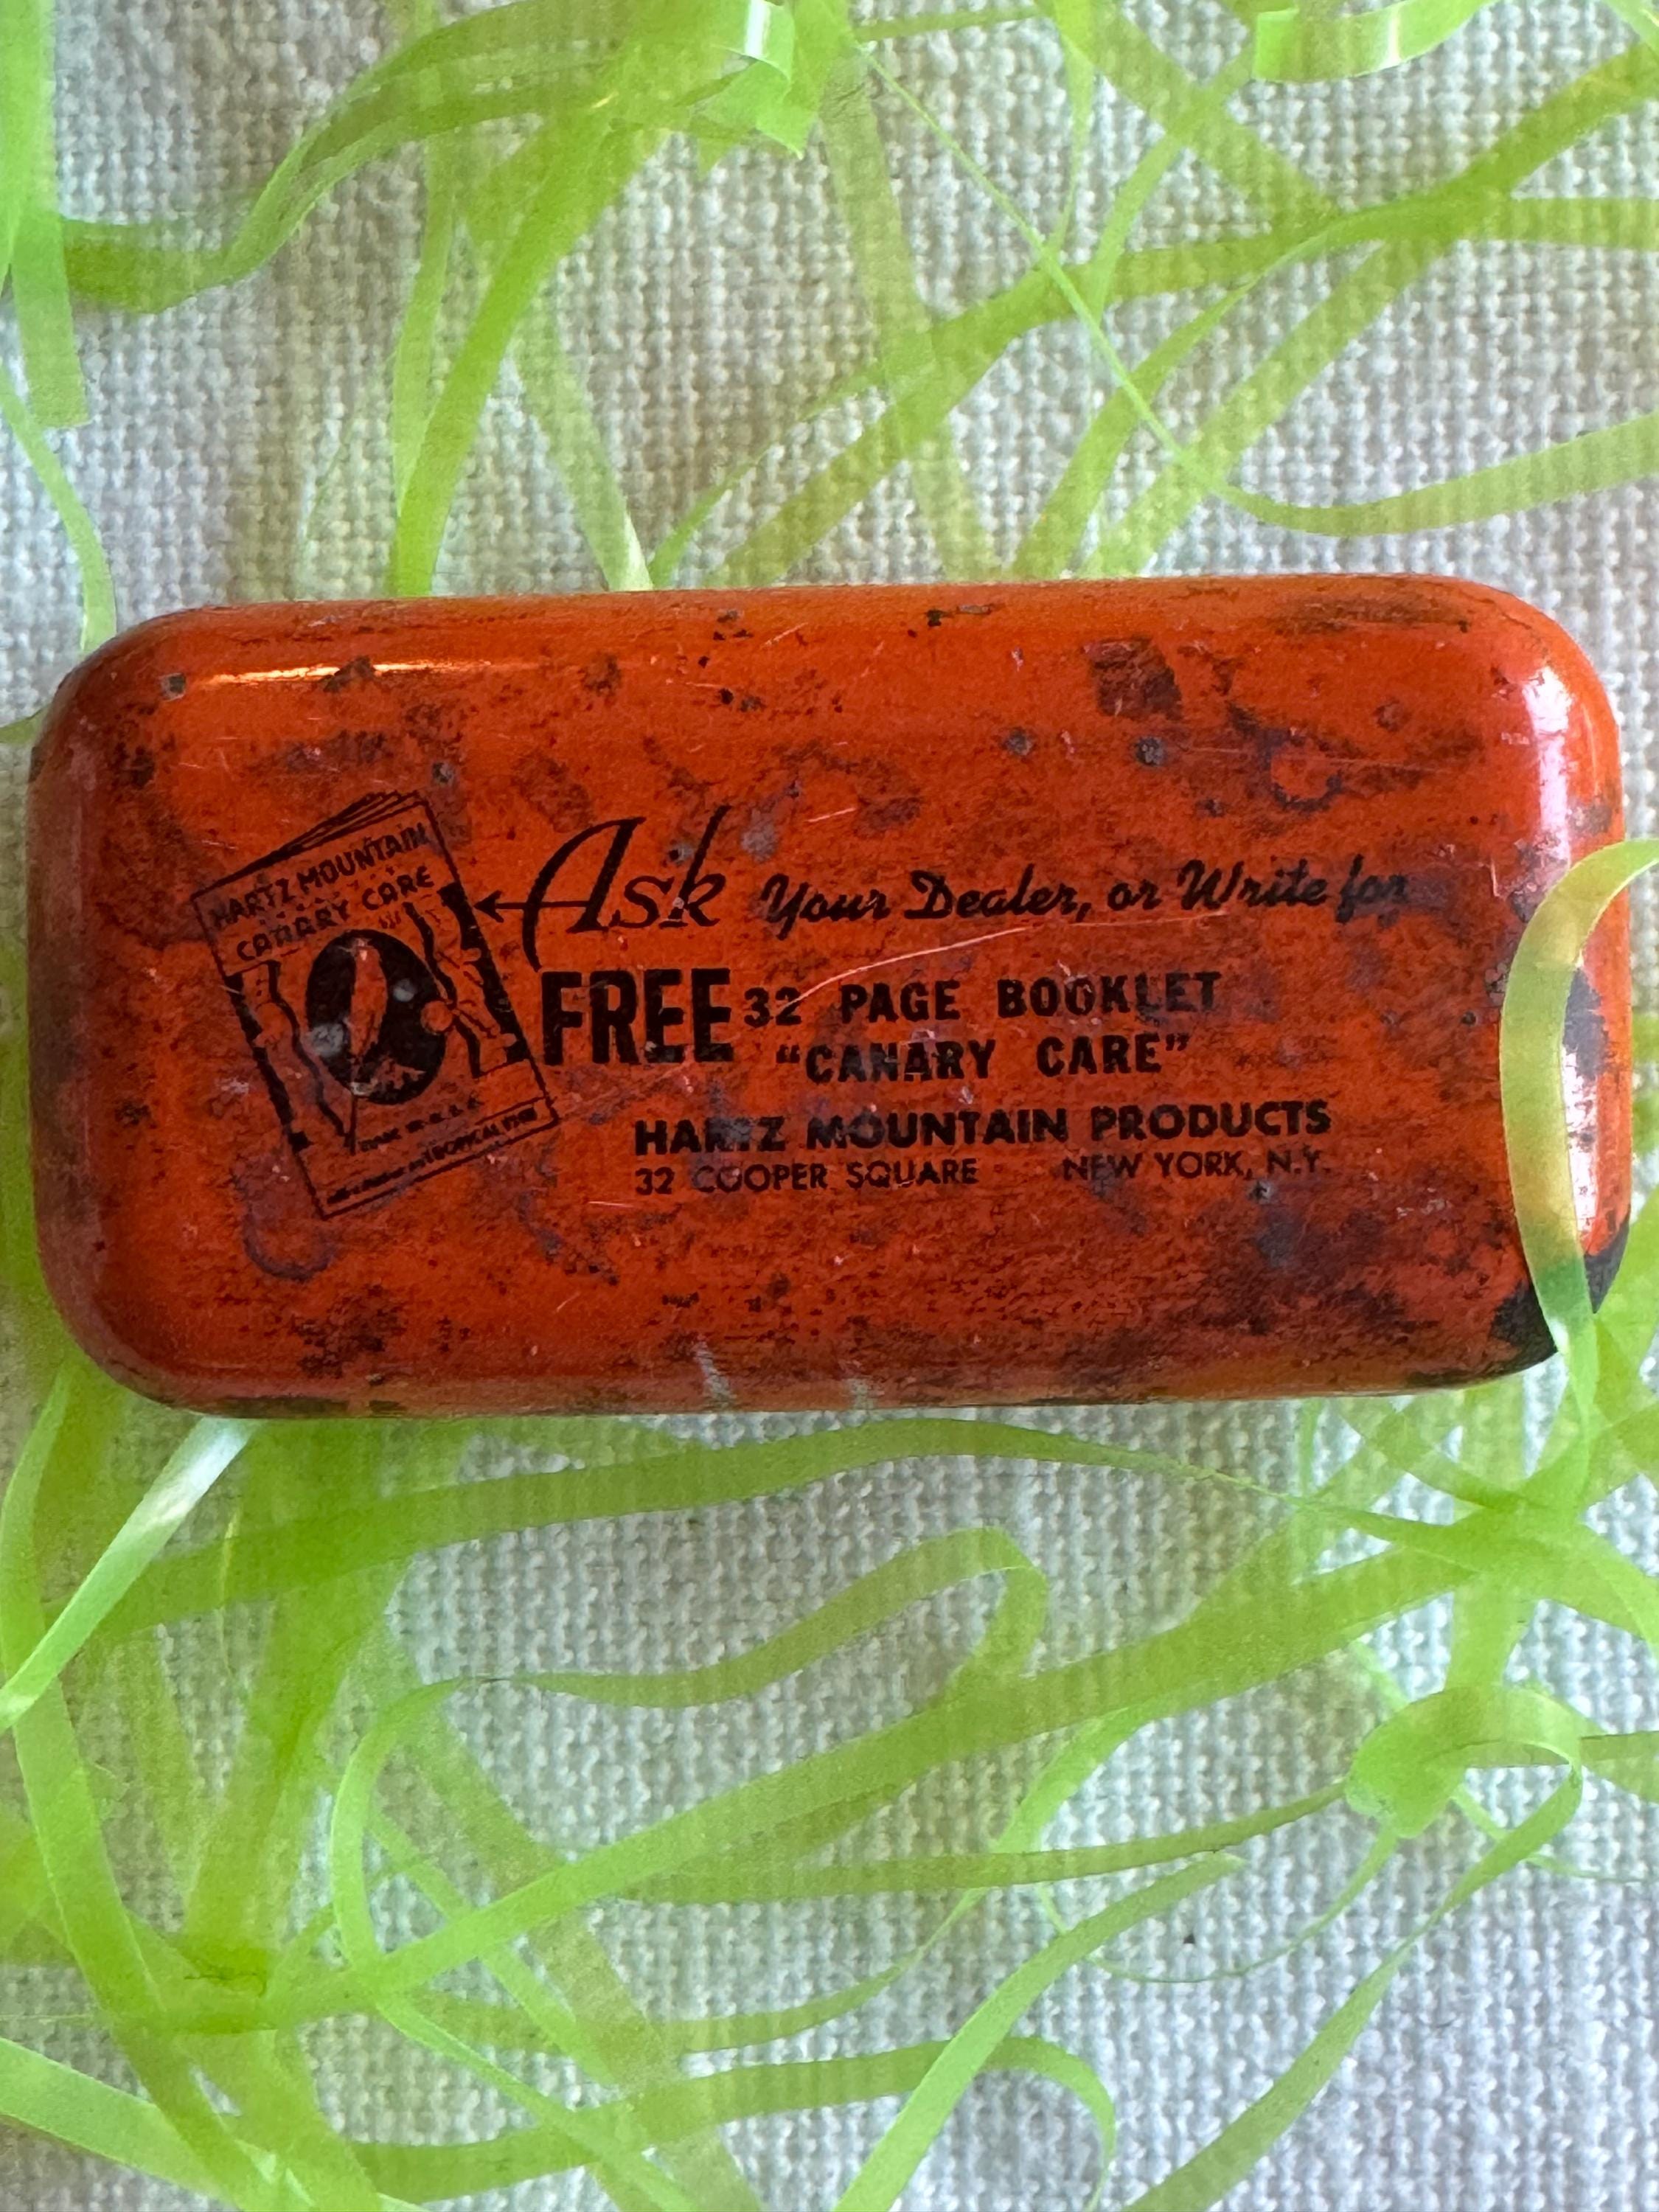 HARTZ MOUNTAIN
CANARY CARE
Ask Your Dealer, or Write for
FREE 32 PAGE BOOKLET
"CANARY CARE"
HARTZ MOUNTAIN PRODUCTS
32 COOPER SQUARE NEW YORK, N.Y.